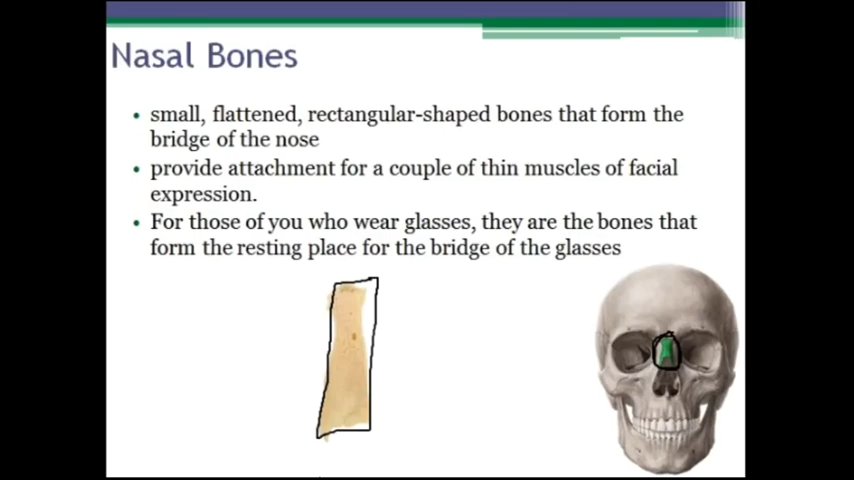 Nasal Bones
• small, flattened, rectangular-shaped bones that form the
bridge of the nose
• provide attachment for a couple of thin muscles of facial
expression.
• For those of you who wear glasses, they are the bones that
form the resting place for the bridge of the glasses